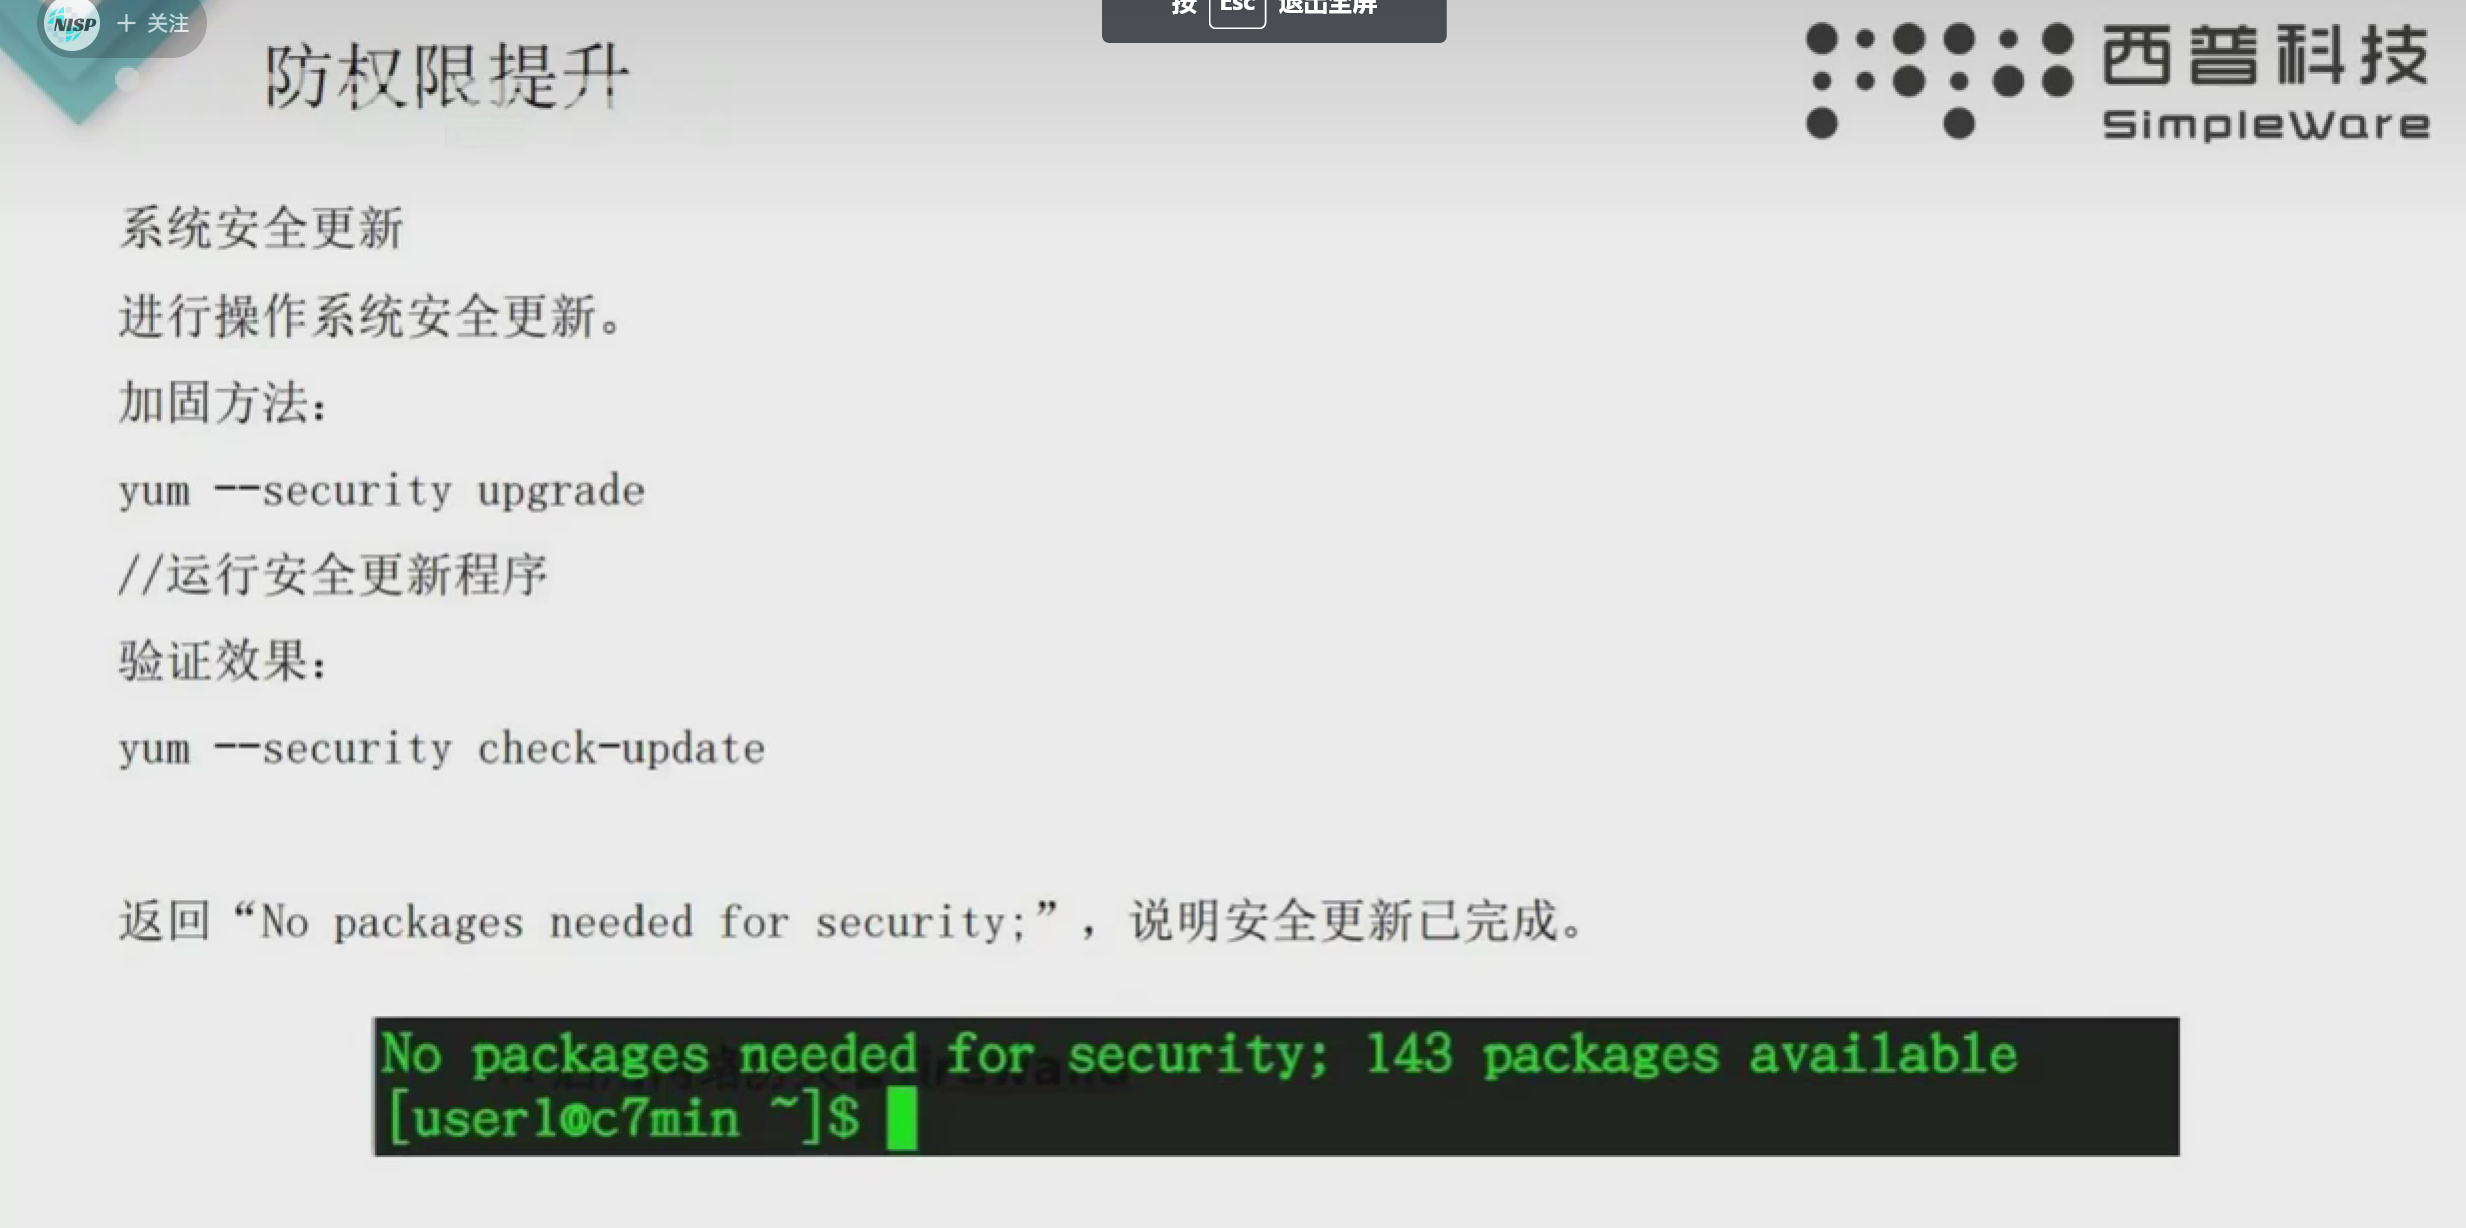 NISP + 关注
按 Esc 退出全屏
防权限提升
西普科技
SimpleWare
系统安全更新
进行操作系统安全更新。
加固方法：
yum --security upgrade
//运行安全更新程序
验证效果：
yum --security check-update
返回“No packages needed for security;”，说明安全更新已完成。
No packages needed for security; 143 packages available
[user1@c7min ~]$